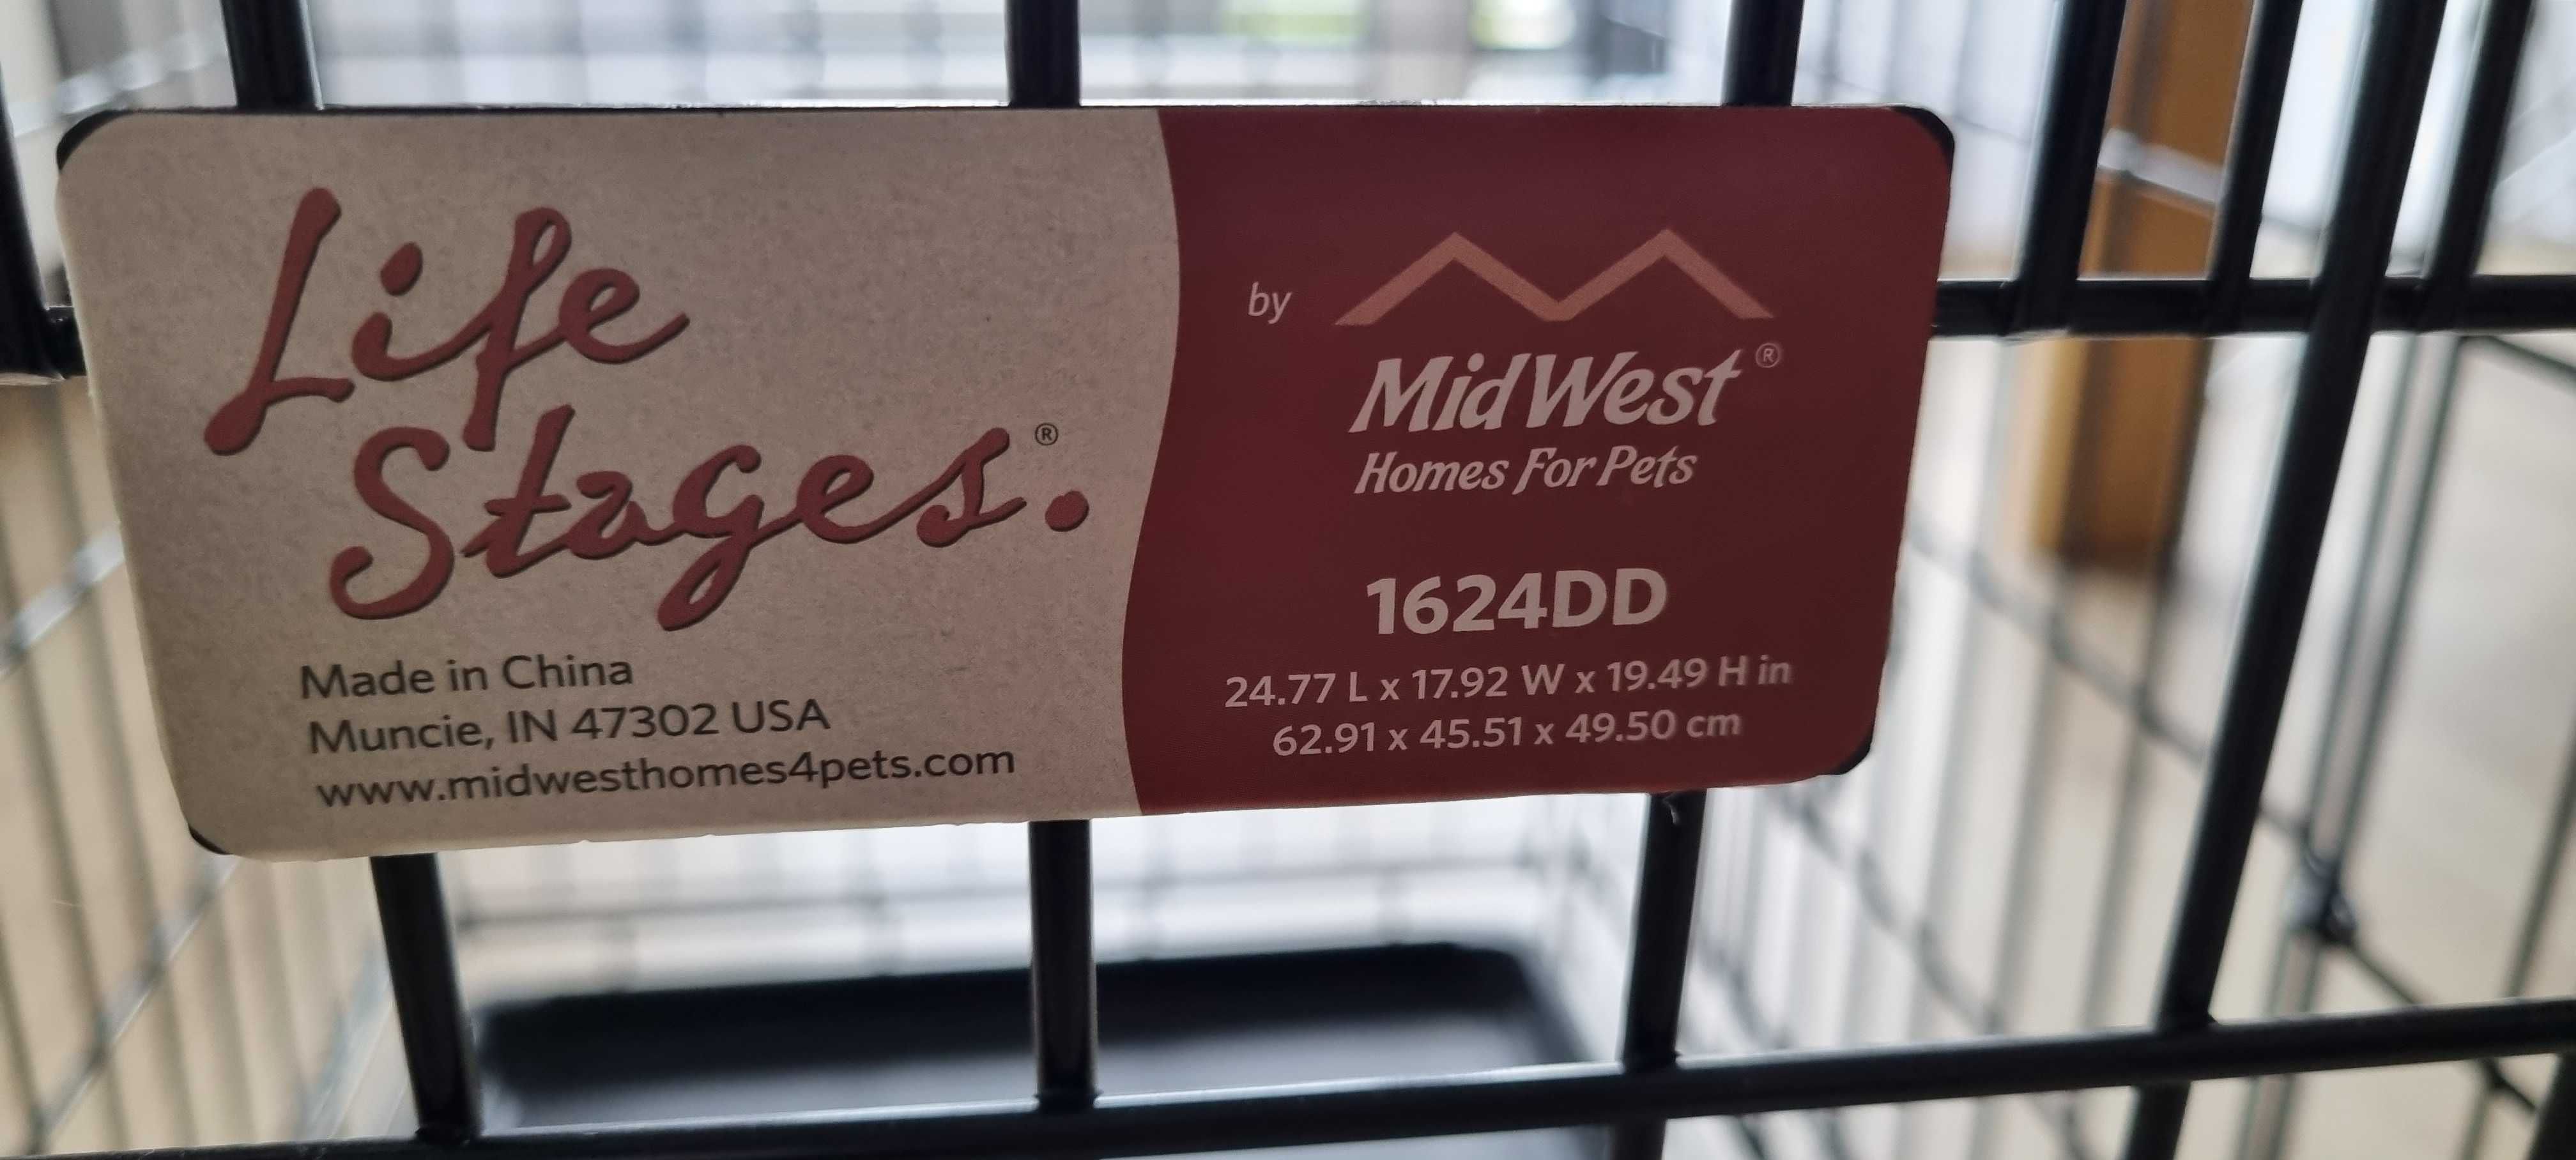 Life
Stages®.
Made in China
Muncie, IN 47302 USA
www.midwesthomes4pets.com
by
MidWest®
Homes For Pets
1624DD
24.77 L x 17.92 W x 19.49 H in
62.91 x 45.51 x 49.50 cm